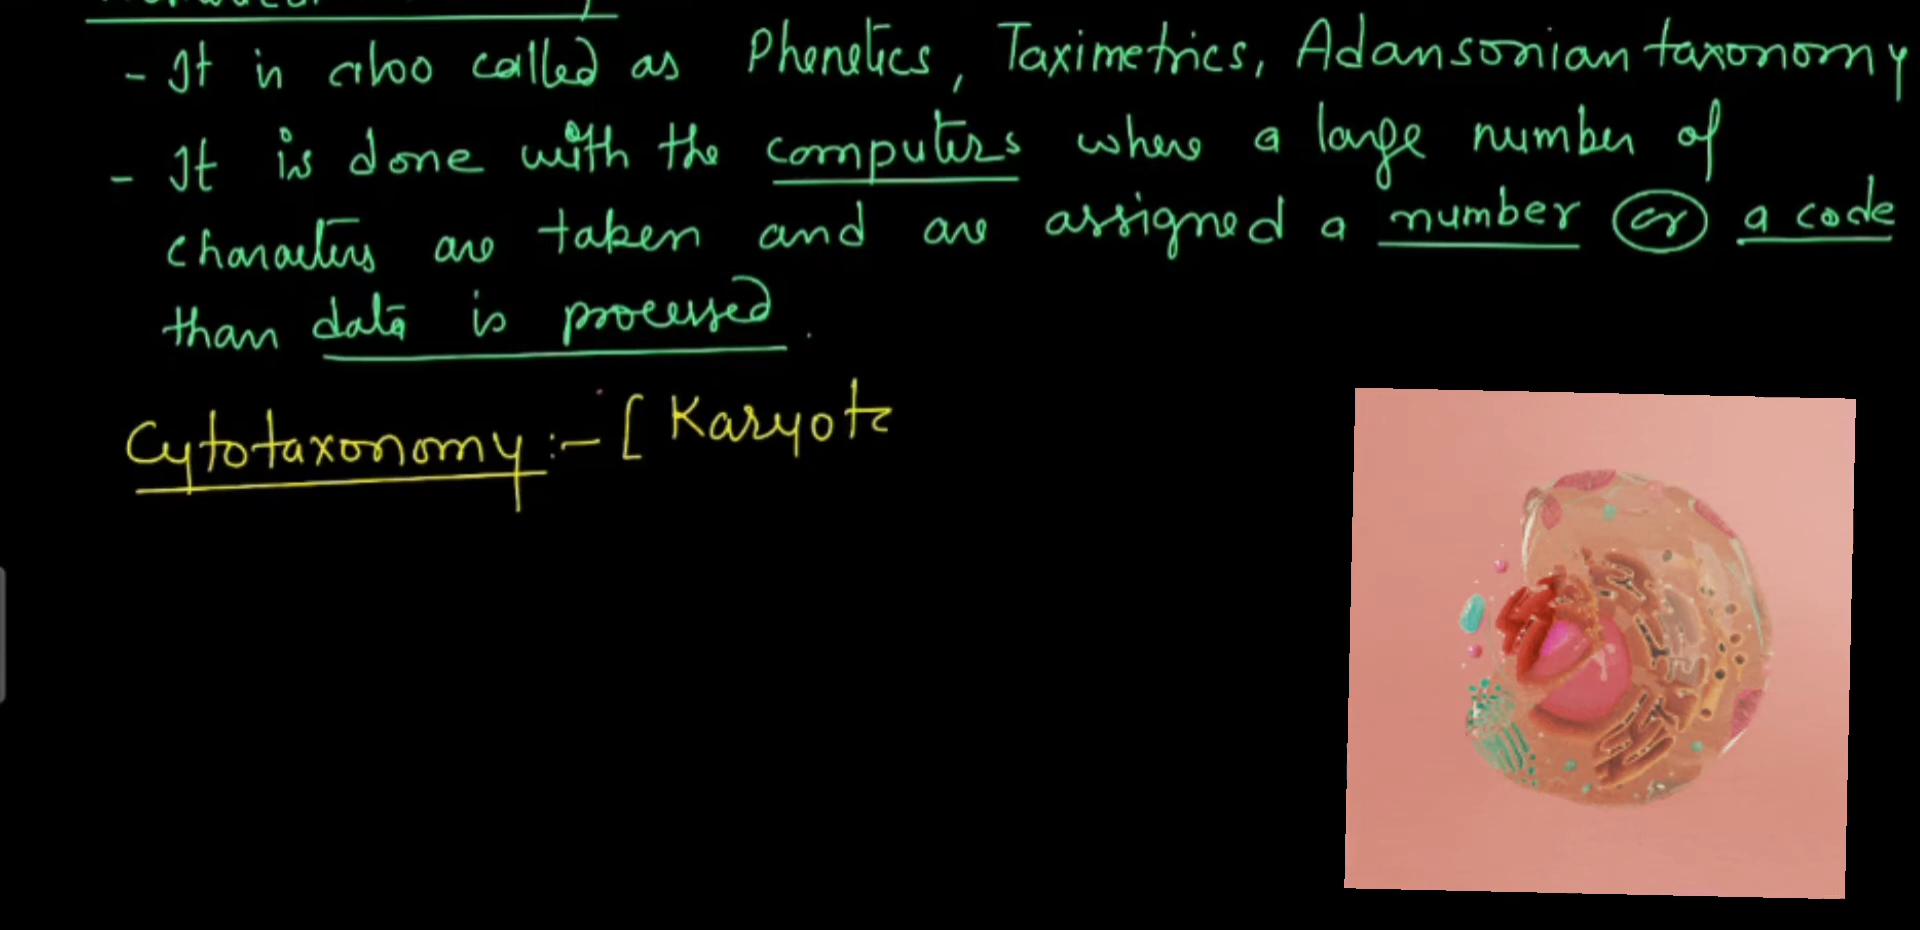 - It is also called as Phenetics, Taximetrics, Adansonian taxonomy
- It is done with the computers where a large number of
characters are taken and are assigned a number or a code
than data is processed.
Cytotaxonomy :- [ Karyota